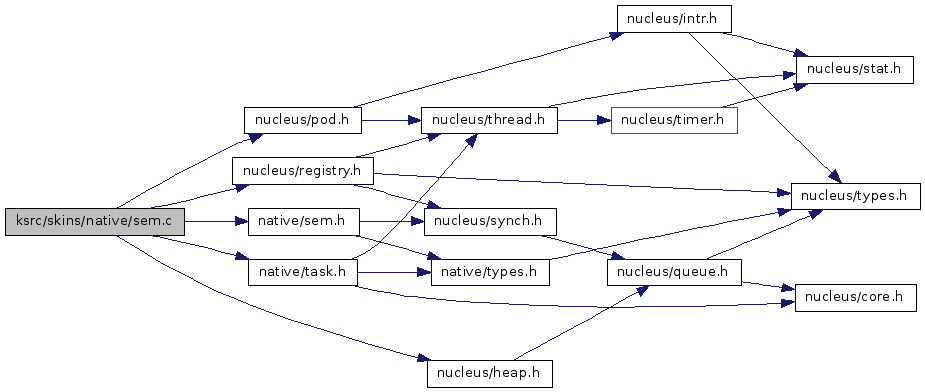 nucleus/intr.h
nucleus/stat.h
nucleus/pod.h
nucleus/thread.h
nucleus/timer.h
nucleus/registry.h
nucleus/types.h
ksrc/skins/native/sem.c
native/sem.h
nucleus/synch.h
native/task.h
native/types.h
nucleus/queue.h
nucleus/core.h
nucleus/heap.h